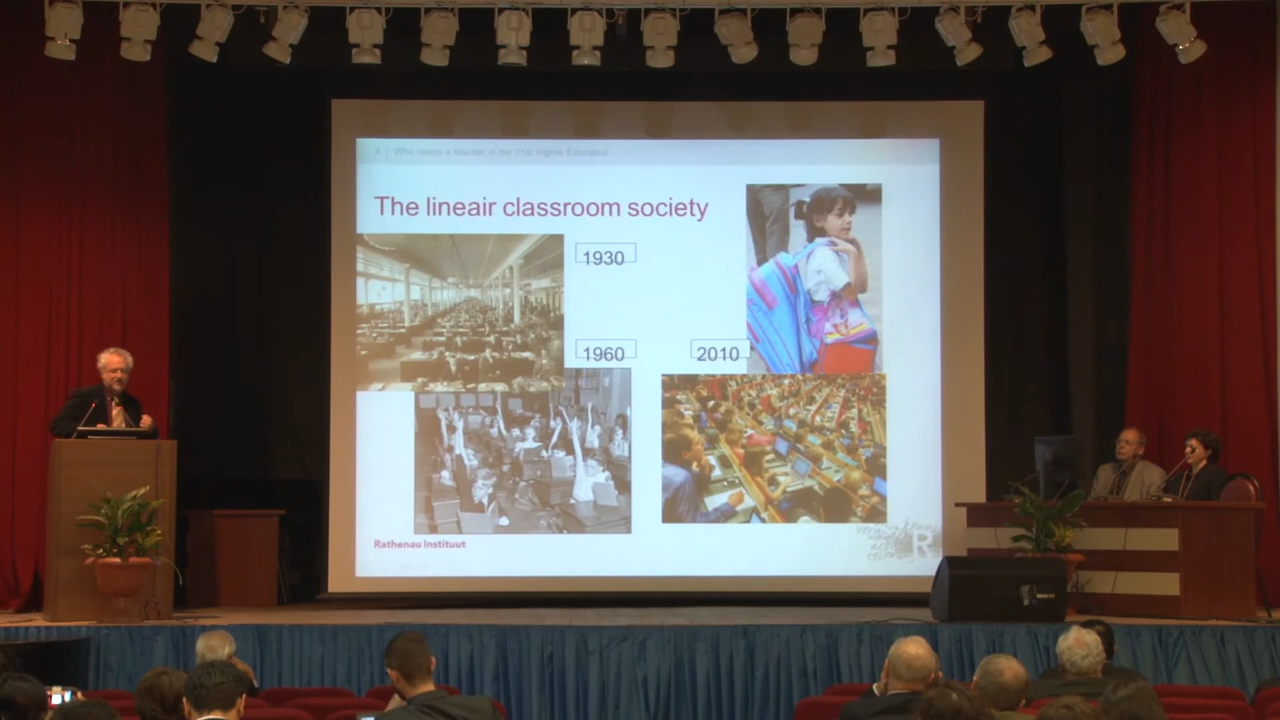 4 | Who needs a teacher in the 21st Higher Education
The lineair classroom society
1930
1960
2010
Rathenau Instituut
R